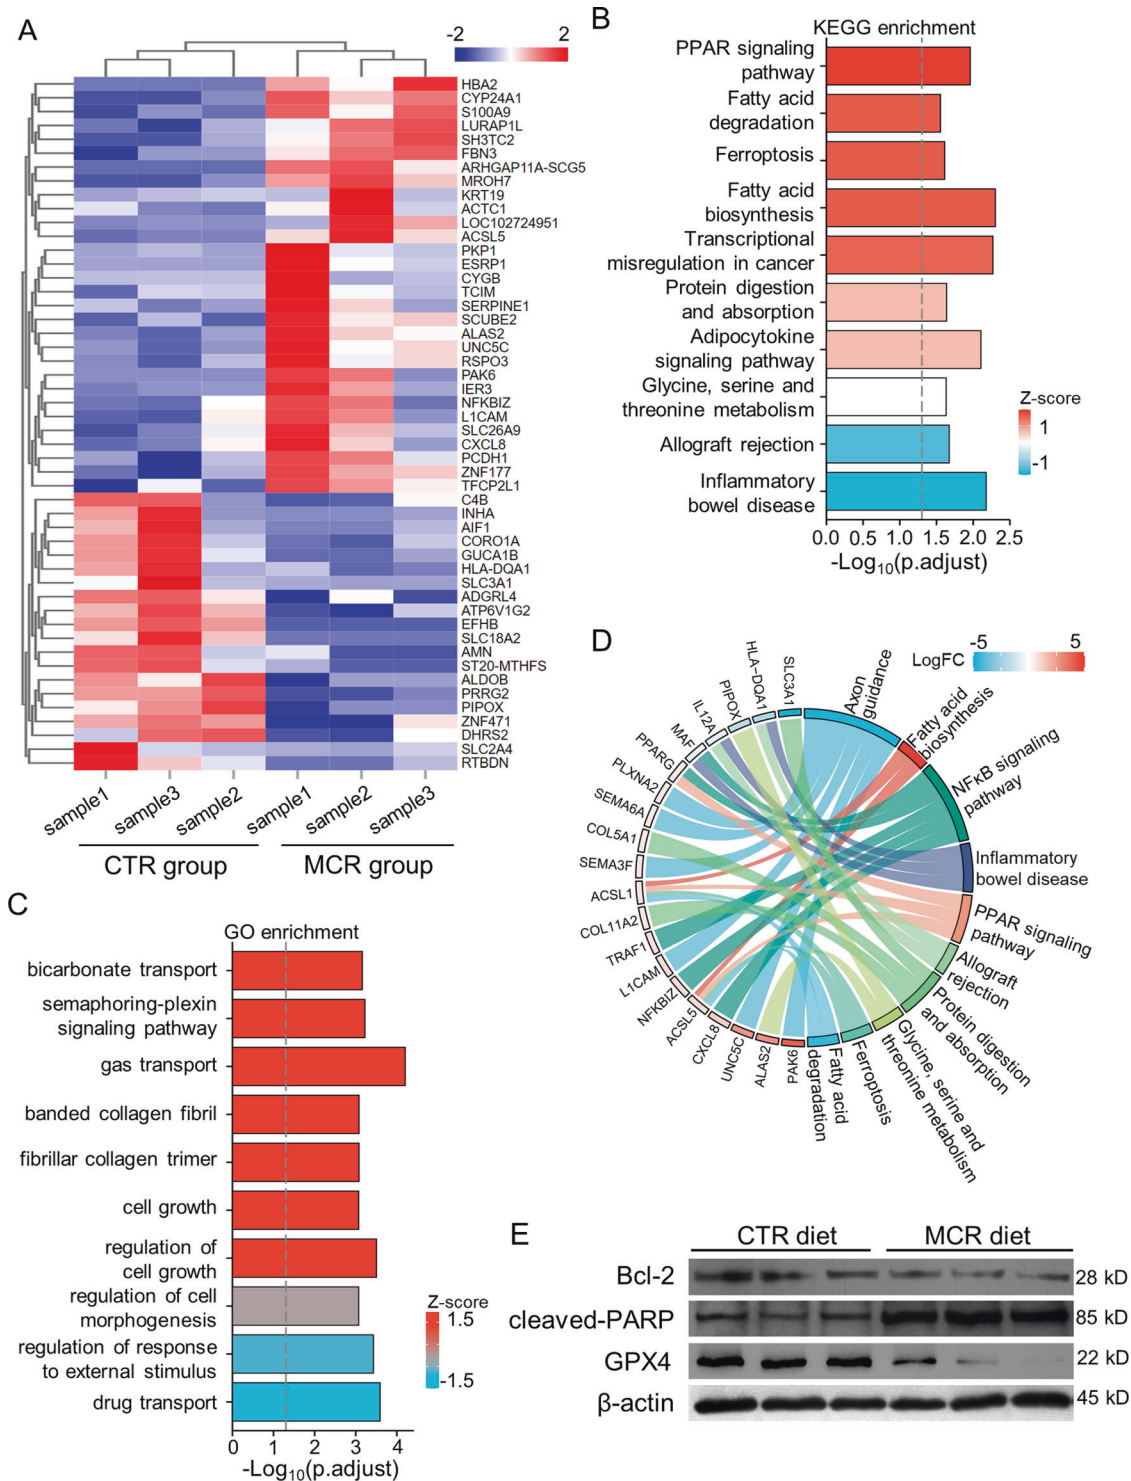 A
-2
2
HBA2
CYP24A1
S100A9
LURAP1L
SH3TC2
FBN3
ARHGAP11A-SCG5
MROH7
KRT19
ACTC1
LOC102724951
ACSL5
PKP1
ESRP1
CYGB
TCIM
SERPINE1
SCUBE2
ALAS2
UNC5C
RSPO3
PAK6
IER3
NFKBIZ
L1CAM
SLC26A9
CXCL8
PCDH1
ZNF177
TFCP2L1
C4B
INHA
AIF1
CORO1A
GUCA1B
HLA-DQA1
SLC3A1
ADGRL4
ATP6V1G2
EFHB
SLC18A2
AMN
ST20-MTHFS
ALDOB
PRRG2
PIPOX
ZNF471
DHRS2
SLC2A4
RTBDN
sample1
sample3
sample2
sample1
sample2
sample3
CTR group
MCR group
B
KEGG enrichment
PPAR signaling
pathway
Fatty acid
degradation
Ferroptosis
Fatty acid
biosynthesis
Transcriptional
misregulation in cancer
Protein digestion
and absorption
Adipocytokine
signaling pathway
Glycine, serine and
threonine metabolism
Allograft rejection
Inflammatory
bowel disease
0.0 0.5 1.0 1.5 2.0 2.5
-Log10(p.adjust)
Z-score
1
-1
C
GO enrichment
bicarbonate transport
semaphoring-plexin
signaling pathway
gas transport
banded collagen fibril
fibrillar collagen trimer
cell growth
regulation of
cell growth
regulation of cell
morphogenesis
regulation of response
to external stimulus
drug transport
0 1 2 3 4
-Log10(p.adjust)
Z-score
1.5
-1.5
D
-5
5
LogFC
SLC3A1
HLA-DQA1
PIPOX
IL12A
MAF
PPARG
PLXNA2
SEMA6A
COL5A1
SEMA3F
ACSL1
COL11A2
TRAF1
L1CAM
NFKBIZ
ACSL5
CXCL8
UNC5C
ALAS2
PAK6
Axon
guidance
Fatty acid
biosynthesis
NFκB signaling
pathway
Inflammatory
bowel disease
PPAR signaling
pathway
Allograft
rejection
Protein digestion
and absorption
Glycine, serine and
threonine metabolism
Ferroptosis
Fatty acid
degradation
E
CTR diet
MCR diet
Bcl-2
28 kD
cleaved-PARP
85 kD
GPX4
22 kD
β-actin
45 kD